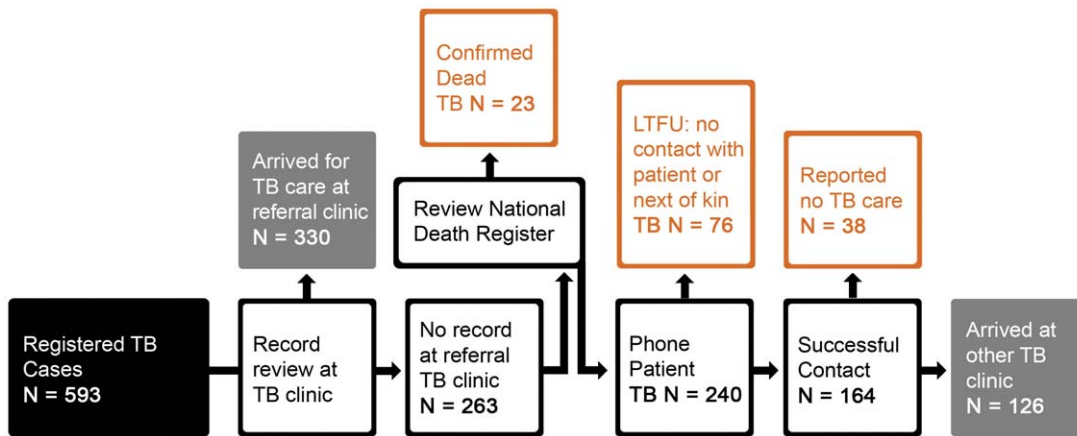 Confirmed
Dead
TB N = 23
LTFU: no
contact with
patient or
next of kin
TB N = 76
Reported
no TB care
N = 38
Arrived for
TB care at
referral clinic
N = 330
Review National
Death Register
Registered TB
Cases
N = 593
Record
review at
TB clinic
No record
at referral
TB clinic
N = 263
Phone
Patient
TB N = 240
Successful
Contact
N = 164
Arrived at
other TB
clinic
N = 126